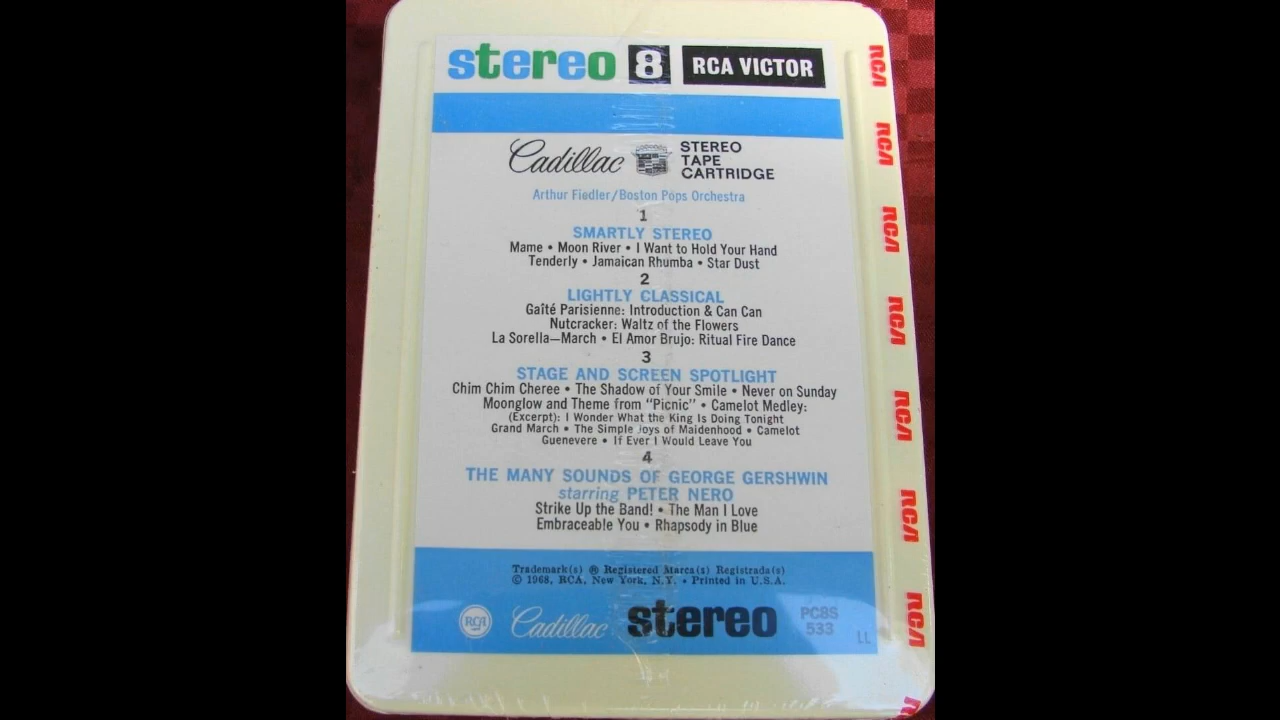 stereo 8 RCA VICTOR
Cadillac STEREO TAPE CARTRIDGE
Arthur Fiedler/Boston Pops Orchestra
1
SMARTLY STEREO
Mame • Moon River • I Want to Hold Your Hand
Tenderly • Jamaican Rhumba • Star Dust
2
LIGHTLY CLASSICAL
Gaîté Parisienne: Introduction & Can Can
Nutcracker: Waltz of the Flowers
La Sorella—March • El Amor Brujo: Ritual Fire Dance
3
STAGE AND SCREEN SPOTLIGHT
Chim Chim Cheree • The Shadow of Your Smile • Never on Sunday
Moonglow and Theme from "Picnic" • Camelot Medley:
(Excerpt): I Wonder What the King Is Doing Tonight
Grand March • The Simple Joys of Maidenhood • Camelot
Guenevere • If Ever I Would Leave You
4
THE MANY SOUNDS OF GEORGE GERSHWIN
starring PETER NERO
Strike Up the Band! • The Man I Love
Embraceable You • Rhapsody in Blue
Trademark(s) ® Registered Marca(s) Registrada(s)
© 1968, RCA, New York, N.Y. • Printed in U.S.A.
RCA Cadillac stereo PC8S
533
LL
RCA
RCA
RCA
RCA
RCA
RCA
RCA